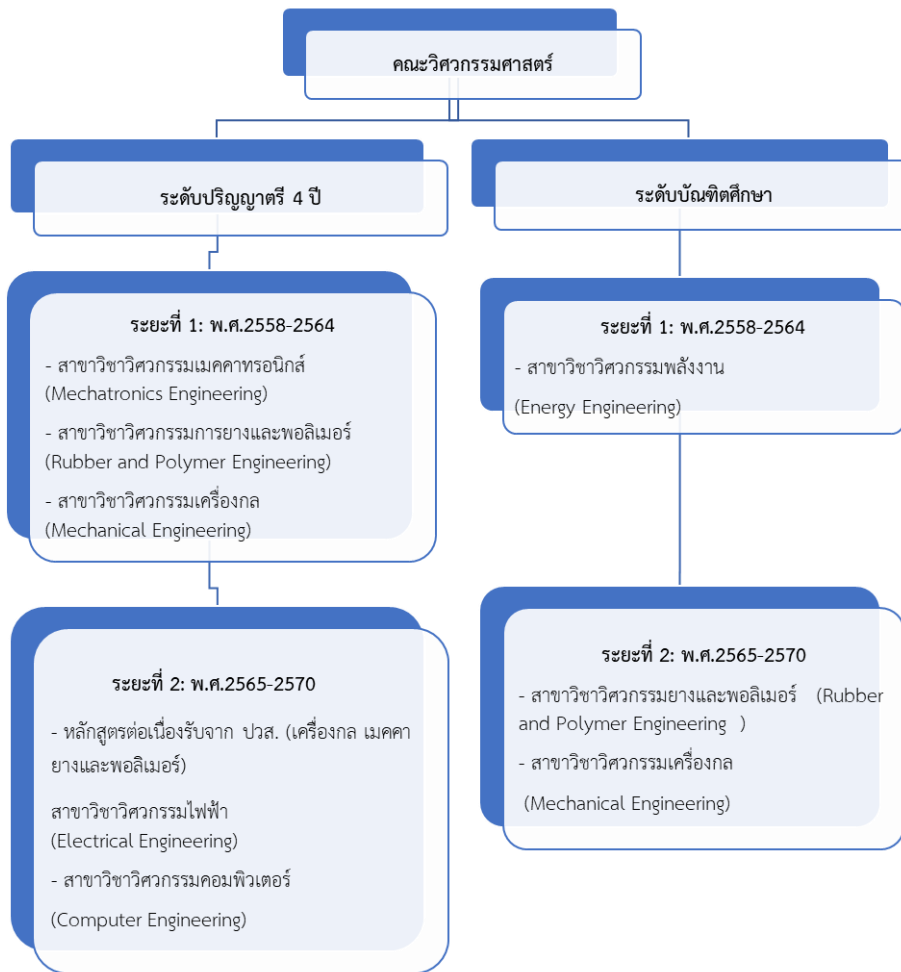 คณะวิศวกรรมศาสตร์
ระดับปริญญาตรี 4 ปี
ระยะที่ 1: พ.ศ.2558-2564
- สาขาวิชาวิศวกรรมเมคคาทรอนิกส์
(Mechatronics Engineering)
- สาขาวิชาวิศวกรรมการยางและพอลิเมอร์
(Rubber and Polymer Engineering)
- สาขาวิชาวิศวกรรมเครื่องกล
(Mechanical Engineering)
ระยะที่ 2: พ.ศ.2565-2570
- หลักสูตรต่อเนื่องรับจาก ปวส. (เครื่องกล เมคคา
ยางและพอลิเมอร์)
สาขาวิชาวิศวกรรมไฟฟ้า
(Electrical Engineering)
- สาขาวิชาวิศวกรรมคอมพิวเตอร์
(Computer Engineering)
ระดับบัณฑิตศึกษา
ระยะที่ 1: พ.ศ.2558-2564
- สาขาวิชาวิศวกรรมพลังงาน
(Energy Engineering)
ระยะที่ 2: พ.ศ.2565-2570
- สาขาวิชาวิศวกรรมยางและพอลิเมอร์ (Rubber
and Polymer Engineering )
- สาขาวิชาวิศวกรรมเครื่องกล
(Mechanical Engineering)